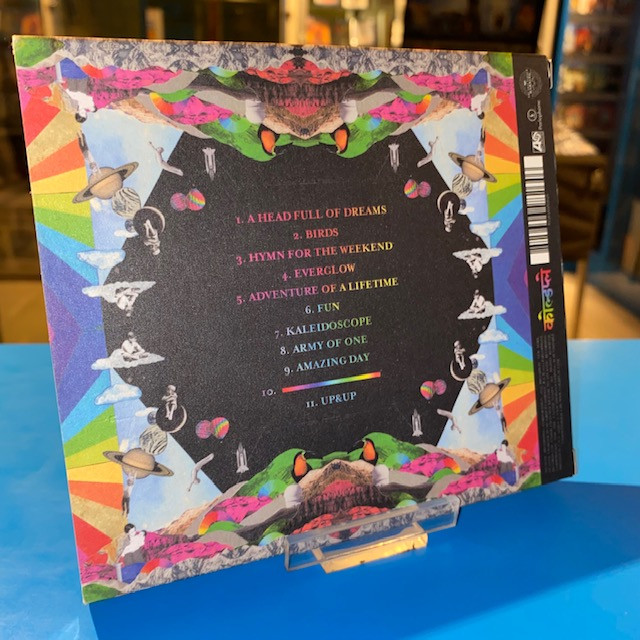 1. A HEAD FULL OF DREAMS
2. BIRDS
3. HYMN FOR THE WEEKEND
4. EVERGLOW
5. ADVENTURE OF A LIFETIME
6. FUN
7. KALEIDOSCOPE
8. ARMY OF ONE
9. AMAZING DAY
10.
11. UP&UP
कोल्डप्ले